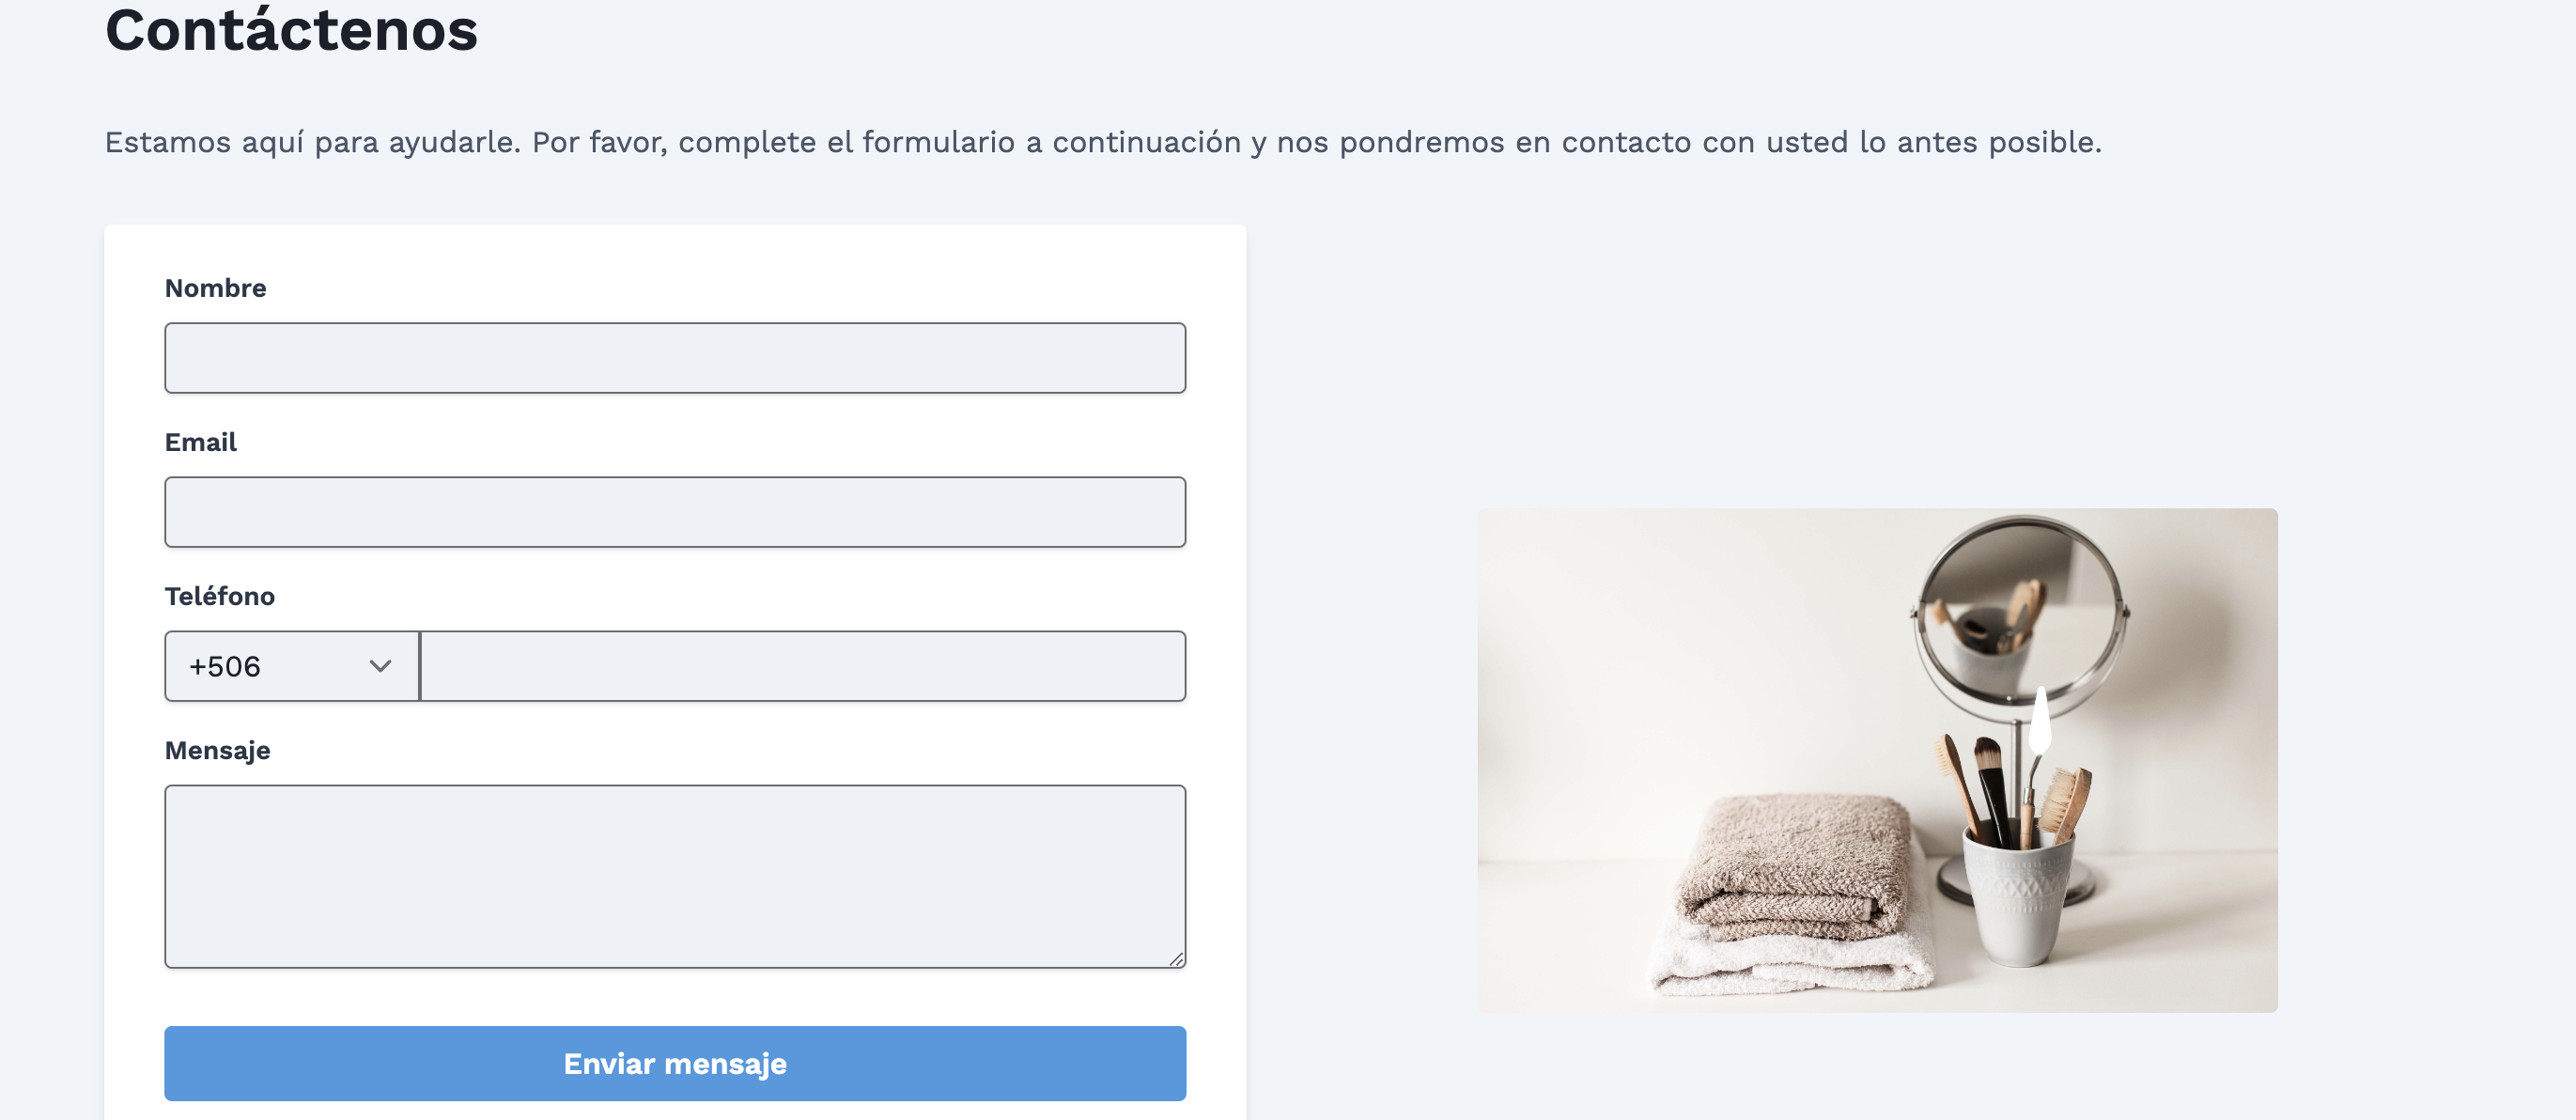 Contáctenos
Estamos aquí para ayudarle. Por favor, complete el formulario a continuación y nos pondremos en contacto con usted lo antes posible.
Nombre
Email
Teléfono
+506
Mensaje
Enviar mensaje